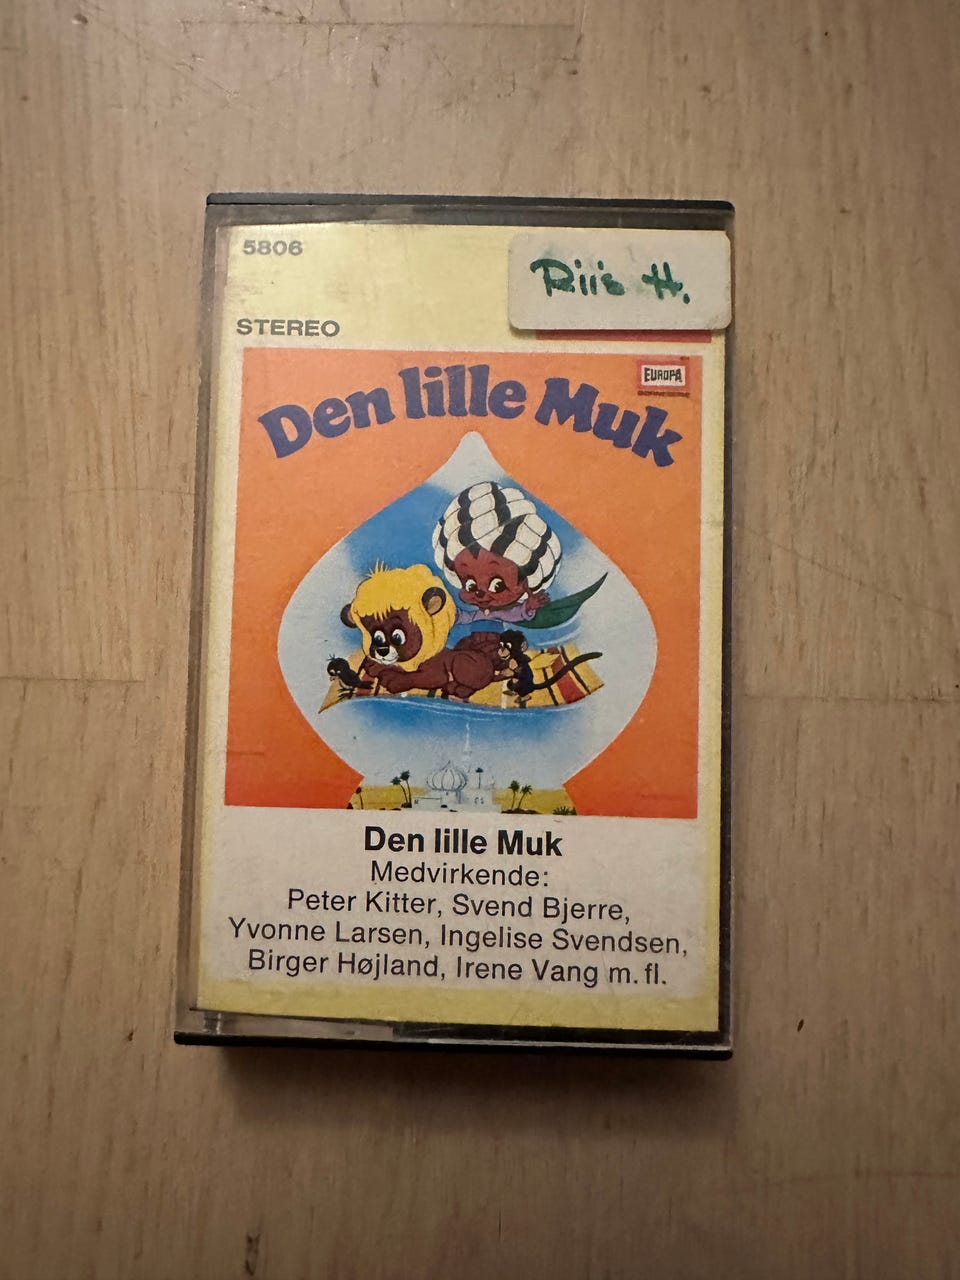 5806
Riis H.
STEREO
EUROPA
Den lille Muk
Den lille Muk
Medvirkende:
Peter Kitter, Svend Bjerre,
Yvonne Larsen, Ingelise Svendsen,
Birger Højland, Irene Vang m. fl.